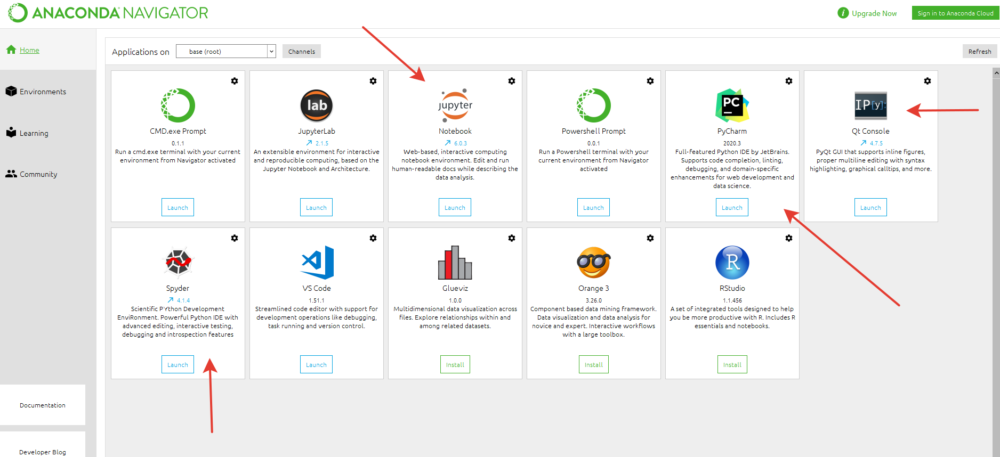 ANACONDA NAVIGATOR
i Upgrade Now
Sign in to Anaconda Cloud
Home
Environments
Learning
Community
Documentation
Developer Blog
Applications on
base (root)
Channels
Refresh
CMD.exe Prompt
0.1.1
Run a cmd.exe terminal with your current
environment from Navigator activated
Launch
lab
JupyterLab
2.1.5
An extensible environment for interactive
and reproducible computing, based on the
Jupyter Notebook and Architecture.
Launch
jupyter
Notebook
6.0.3
Web-based, interactive computing
notebook environment. Edit and run
human-readable docs while describing the
data analysis.
Launch
Powershell Prompt
0.0.1
Run a Powershell terminal with your
current environment from Navigator
activated
Launch
PC
PyCharm
2020.3
Full-featured Python IDE by JetBrains.
Supports code completion, linting,
debugging, and domain-specific
enhancements for web development and
data science.
Launch
IP[y]:
Qt Console
4.7.5
PyQt GUI that supports inline figures,
proper multiline editing with syntax
highlighting, graphical calltips, and more.
Launch
Spyder
4.1.4
Scientific PYthon Development
EnviRonment. Powerful Python IDE with
advanced editing, interactive testing,
debugging and introspection features
Launch
VS Code
1.51.1
Streamlined code editor with support for
development operations like debugging,
task running and version control.
Launch
Glueviz
1.0.0
Multidimensional data visualization across
files. Explore relationships within and
among related datasets.
Install
Orange 3
3.26.0
Component based data mining framework.
Data visualization and data analysis for
novice and expert. Interactive workflows
with a large toolbox.
Install
R
RStudio
1.1.456
A set of integrated tools designed to help
you be more productive with R. Includes R
essentials and notebooks.
Install